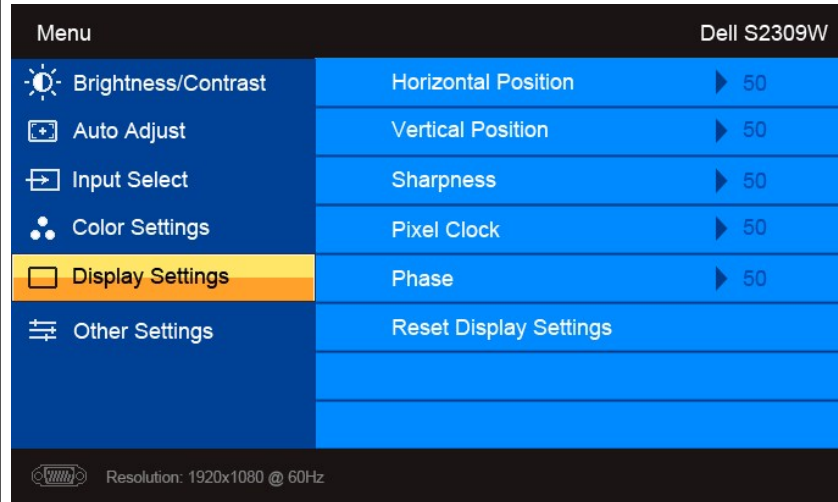 Menu Dell S2309W
Brightness/Contrast Horizontal Position 50
Auto Adjust Vertical Position 50
Input Select Sharpness 50
Color Settings Pixel Clock 50
Display Settings Phase 50
Other Settings Reset Display Settings
Resolution: 1920x1080 @ 60Hz